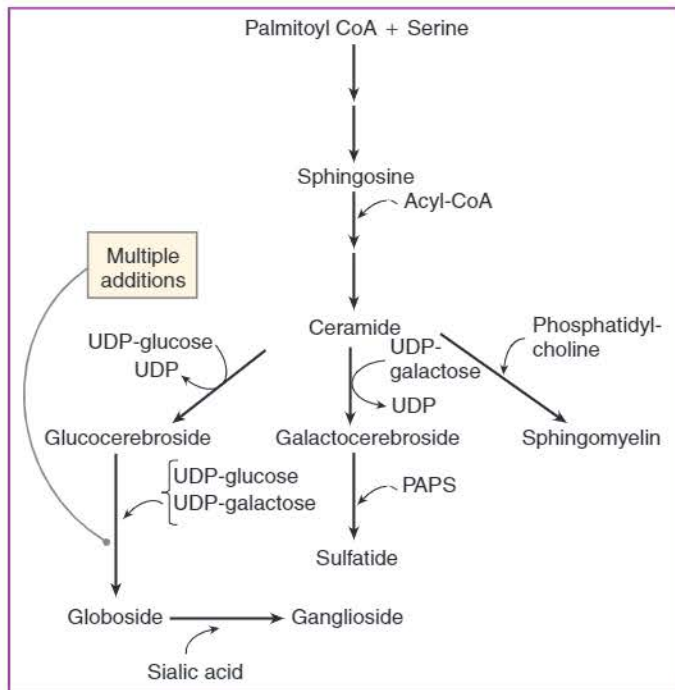 Palmitoyl CoA + Serine
Sphingosine
Acyl-CoA
Multiple
additions
Ceramide
Phosphatidyl-
choline
UDP-glucose
UDP
UDP-
galactose
UDP
Glucocerebroside
Galactocerebroside
Sphingomyelin
UDP-glucose
UDP-galactose
PAPS
Sulfatide
Globoside
Ganglioside
Sialic acid